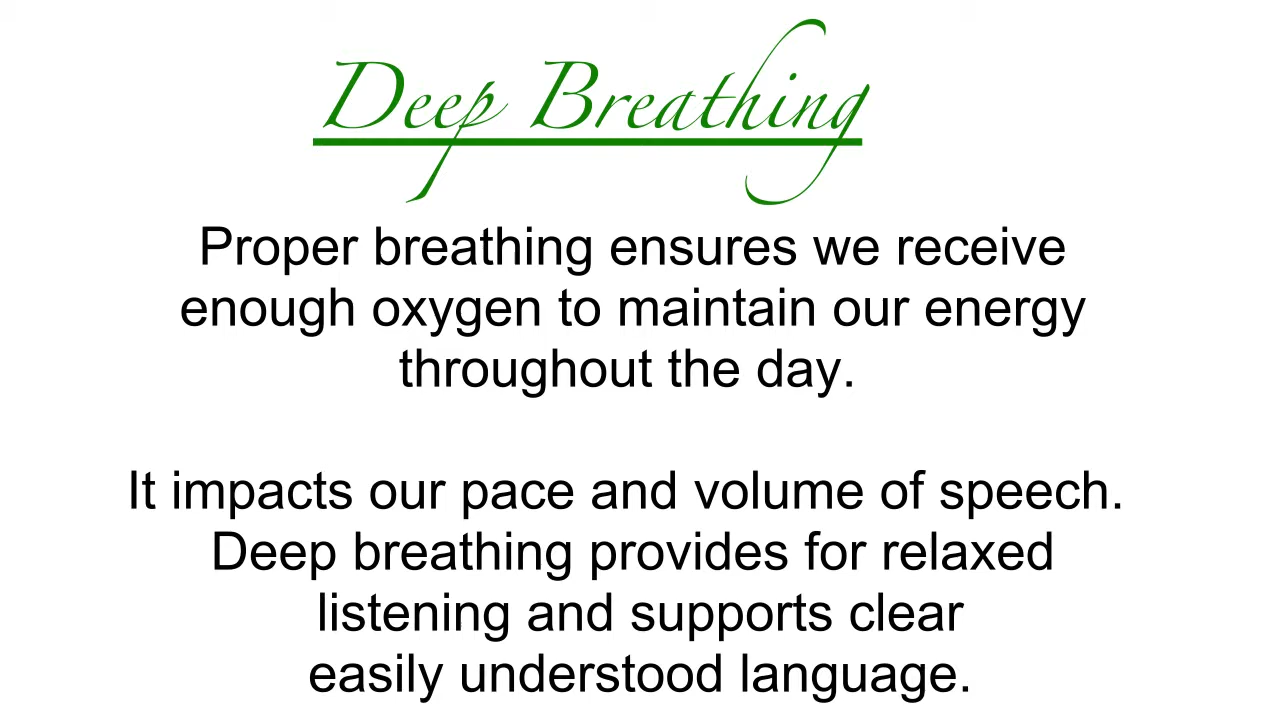 Deep Breathing
Proper breathing ensures we receive
enough oxygen to maintain our energy
throughout the day.
It impacts our pace and volume of speech.
Deep breathing provides for relaxed
listening and supports clear
easily understood language.